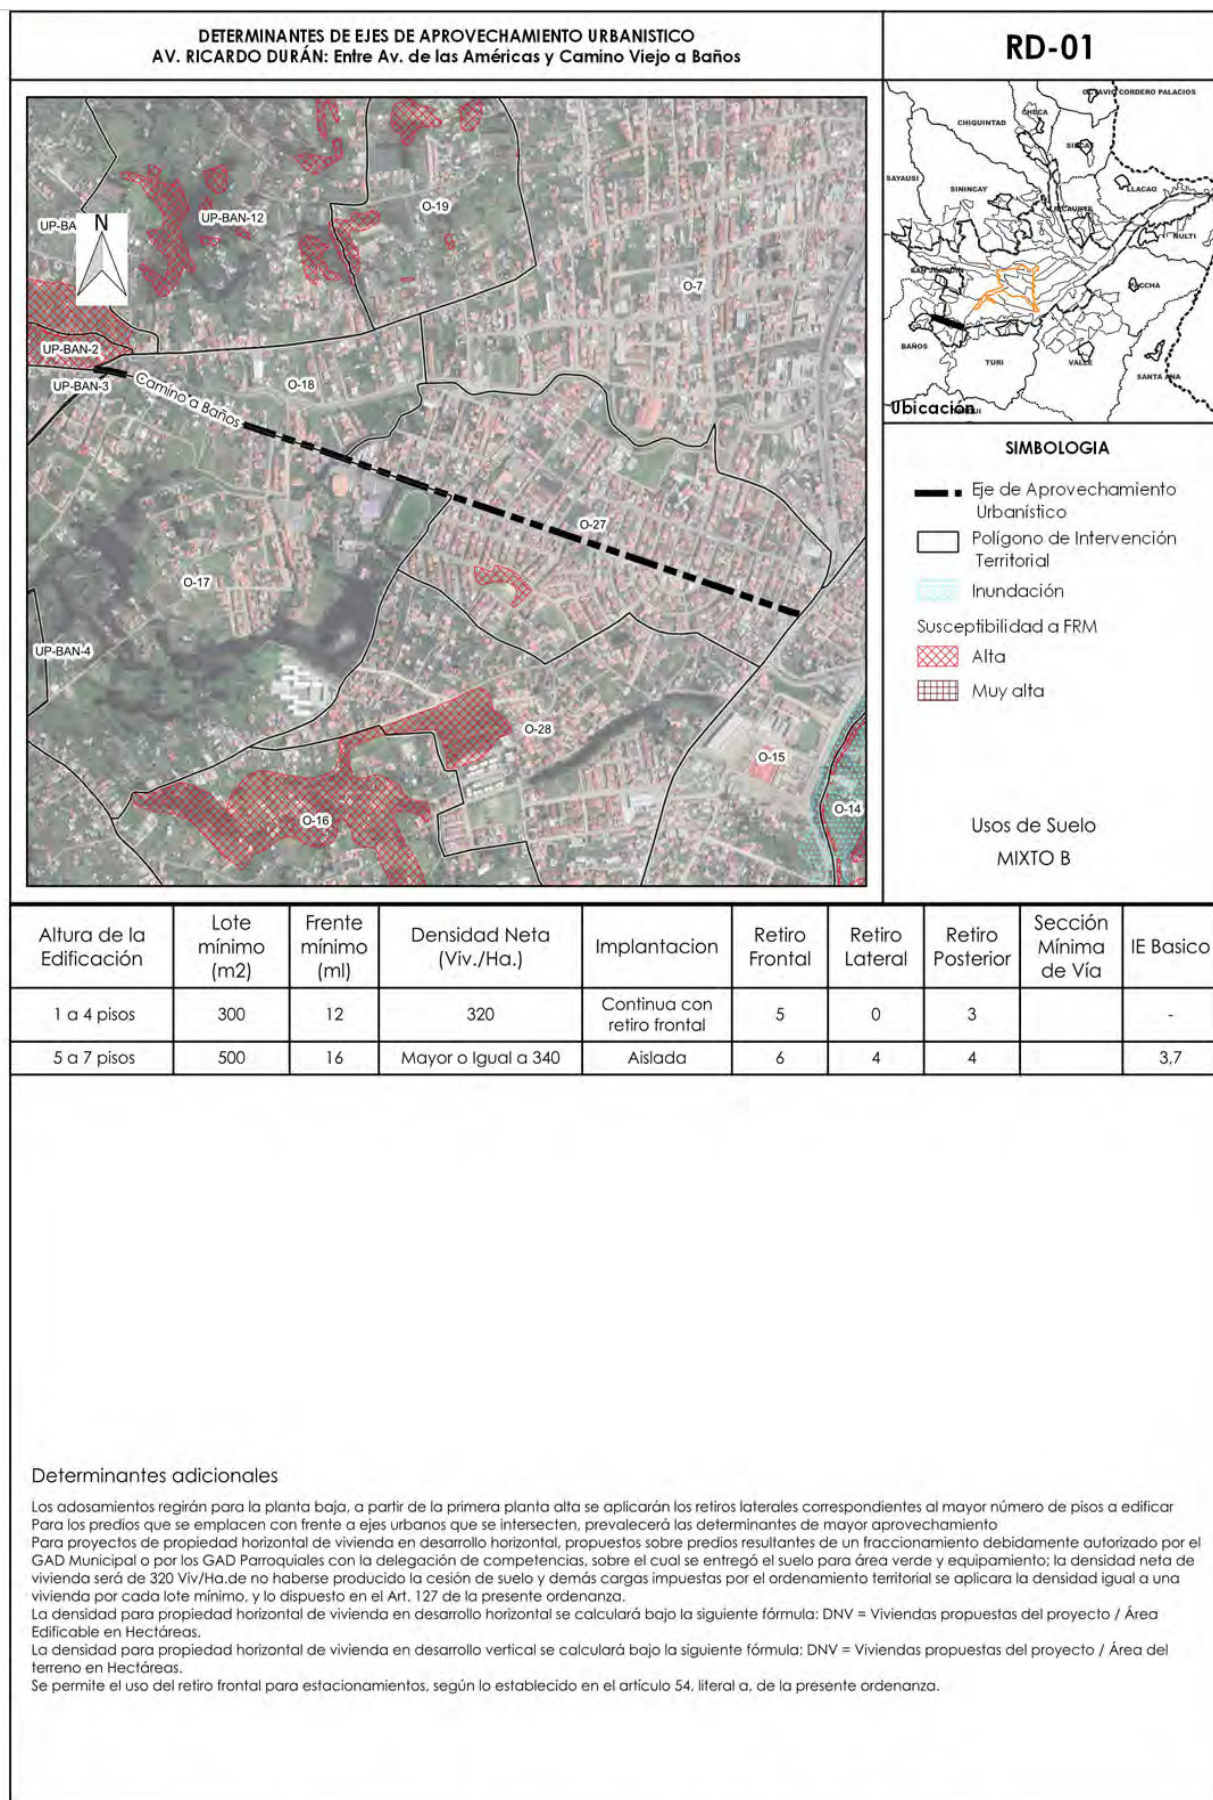 DETERMINANTES DE EJES DE APROVECHAMIENTO URBANISTICO
AV. RICARDO DURÁN: Entre Av. de las Américas y Camino Viejo a Baños
RD-01
N
UP-BA
UP-BAN-12
O-19
O-7
UP-BAN-2
UP-BAN-3
Camino a Baños
O-18
O-27
O-17
UP-BAN-4
O-28
O-15
O-16
O-14
OCTAVIO CORDERO PALACIOS
CHECA
CHIQUINTAD
SAYAUSI
SININCAY
LLACAO
NULTI
SAN JOAQUIN
PACCHA
BAÑOS
TURI
VALLE
SANTA ANA
Ubicación
SIMBOLOGIA
Eje de Aprovechamiento
Urbanístico
Polígono de Intervención
Territorial
Inundación
Susceptibilidad a FRM
Alta
Muy alta
Usos de Suelo
MIXTO B
Altura de la Edificación | Lote mínimo (m2) | Frente mínimo (ml) | Densidad Neta (Viv./Ha.) | Implantacion | Retiro Frontal | Retiro Lateral | Retiro Posterior | Sección Mínima de Vía | IE Basico
1 a 4 pisos | 300 | 12 | 320 | Continua con retiro frontal | 5 | 0 | 3 | | -
5 a 7 pisos | 500 | 16 | Mayor o Igual a 340 | Aislada | 6 | 4 | 4 | | 3,7
Determinantes adicionales
Los adosamientos regirán para la planta baja, a partir de la primera planta alta se aplicarán los retiros laterales correspondientes al mayor número de pisos a edificar
Para los predios que se emplacen con frente a ejes urbanos que se intersecten, prevalecerá las determinantes de mayor aprovechamiento
Para proyectos de propiedad horizontal de vivienda en desarrollo horizontal, propuestos sobre predios resultantes de un fraccionamiento debidamente autorizado por el
GAD Municipal o por los GAD Parroquiales con la delegación de competencias, sobre el cual se entregó el suelo para área verde y equipamiento; la densidad neta de
vivienda será de 320 Viv/Ha.de no haberse producido la cesión de suelo y demás cargas impuestas por el ordenamiento territorial se aplicara la densidad igual a una
vivienda por cada lote mínimo, y lo dispuesto en el Art. 127 de la presente ordenanza.
La densidad para propiedad horizontal de vivienda en desarrollo horizontal se calculará bajo la siguiente fórmula: DNV = Viviendas propuestas del proyecto / Área
Edificable en Hectáreas.
La densidad para propiedad horizontal de vivienda en desarrollo vertical se calculará bajo la siguiente fórmula: DNV = Viviendas propuestas del proyecto / Área del
terreno en Hectáreas.
Se permite el uso del retiro frontal para estacionamientos, según lo establecido en el artículo 54, literal a, de la presente ordenanza.